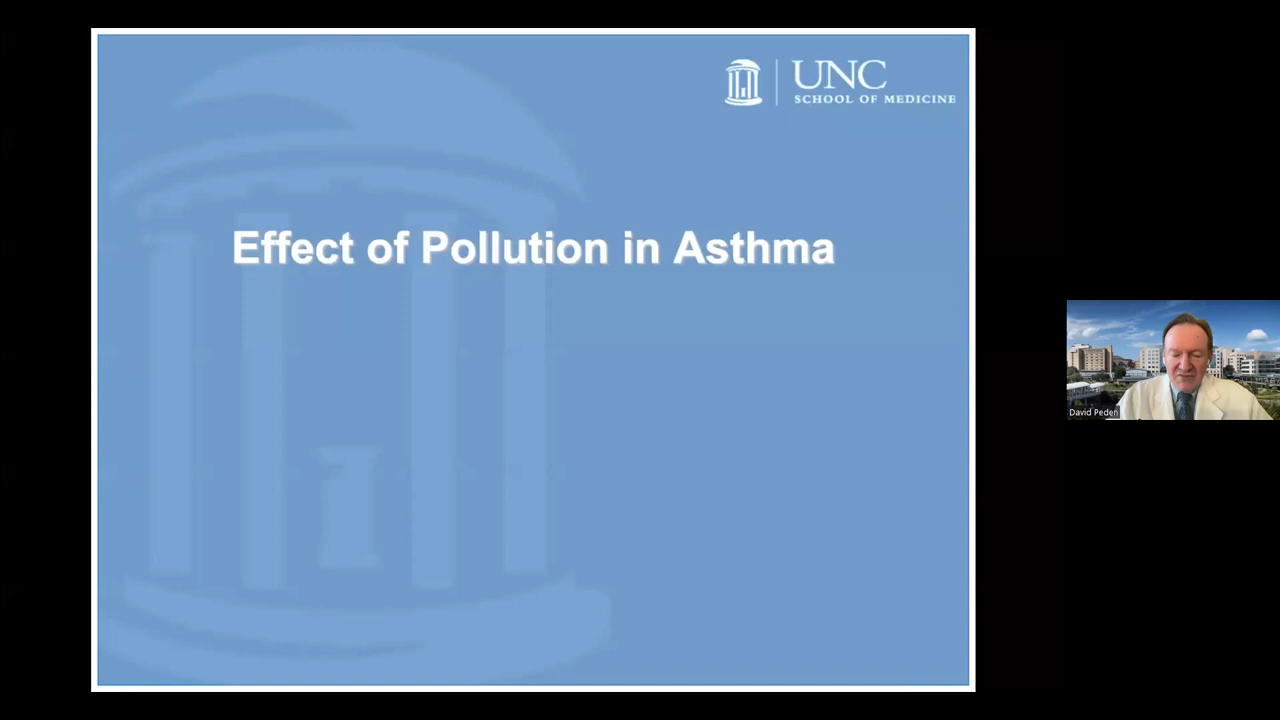 UNC
SCHOOL OF MEDICINE
Effect of Pollution in Asthma
David Peden